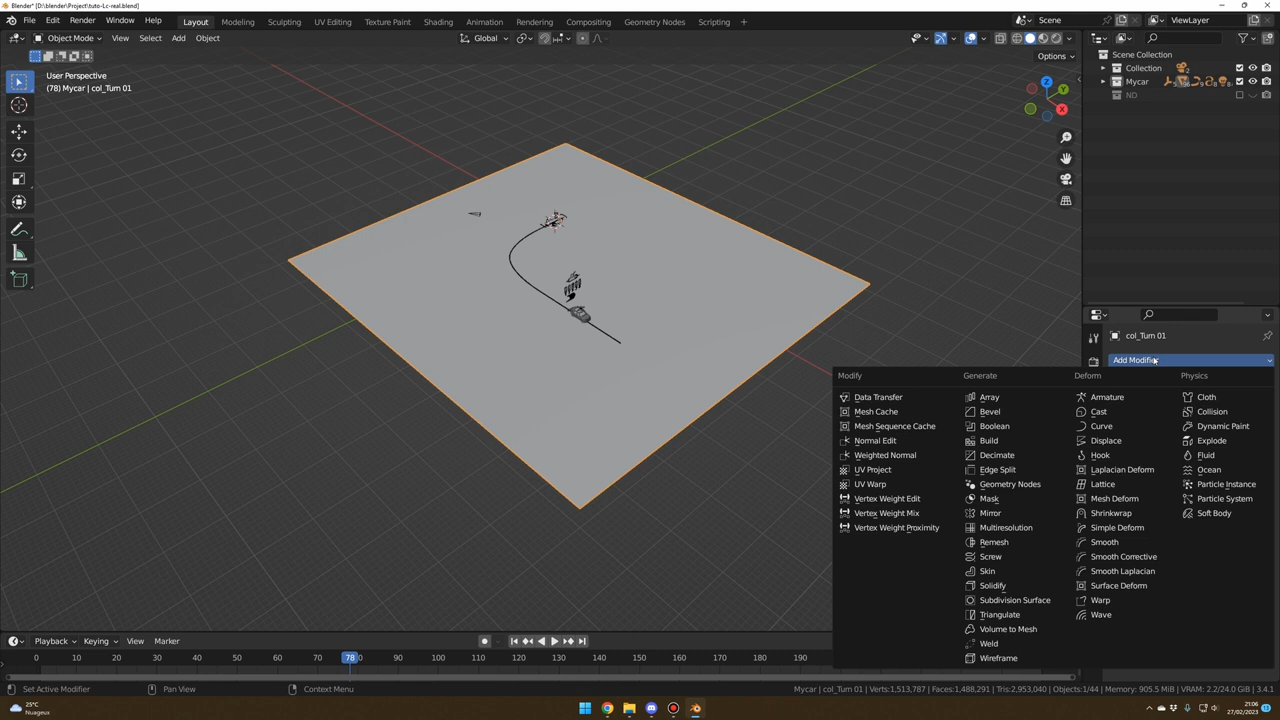 Blender* [D:\blender\Project\tuto-Lc-real.blend]
File Edit Render Window Help Layout Modeling Sculpting UV Editing Texture Paint Shading Animation Rendering Compositing Geometry Nodes Scripting + Scene ViewLayer
Object Mode View Select Add Object Global
Options
User Perspective
(78) Mycar | col_Turn 01
Z
Y
X
Scene Collection
Collection
Mycar
ND
col_Turn 01
Add Modifier
Modify Generate Deform Physics
Data Transfer Array Armature Cloth
Mesh Cache Bevel Cast Collision
Mesh Sequence Cache Boolean Curve Dynamic Paint
Normal Edit Build Displace Explode
Weighted Normal Decimate Hook Fluid
UV Project Edge Split Laplacian Deform Ocean
UV Warp Geometry Nodes Lattice Particle Instance
Vertex Weight Edit Mask Mesh Deform Particle System
Vertex Weight Mix Mirror Shrinkwrap Soft Body
Vertex Weight Proximity Multiresolution Simple Deform
Remesh Smooth
Screw Smooth Corrective
Skin Smooth Laplacian
Solidify Surface Deform
Subdivision Surface Warp
Triangulate Wave
Volume to Mesh
Weld
Wireframe
Playback Keying View Marker
0 10 20 30 40 50 60 70 78 80 90 100 110 120 130 140 150 160 170 180 190
Set Active Modifier Pan View Context Menu Mycar | col_Turn 01 | Verts:1,513,787 | Faces:1,488,291 | Tris:2,953,040 | Objects:1/44 | Memory: 905.5 MiB | VRAM: 2.2/24.0 GiB | 3.4.1
25°C
Nuageux
21:06
27/02/2023